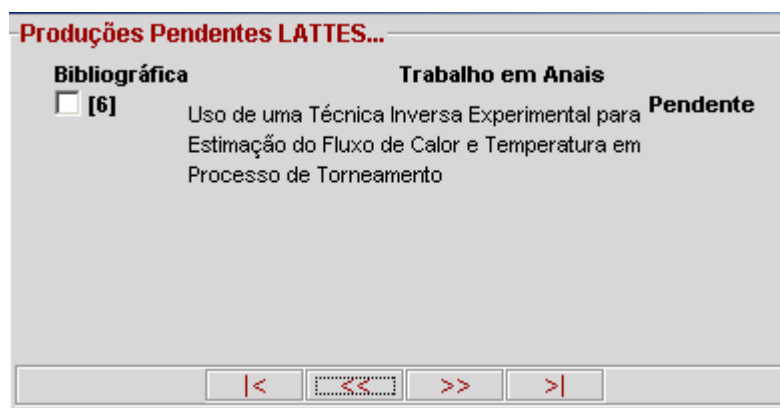 Produções Pendentes LATTES...
Bibliográfica Trabalho em Anais
[6] Uso de uma Técnica Inversa Experimental para Pendente
Estimação do Fluxo de Calor e Temperatura em
Processo de Torneamento
|< << >> >|